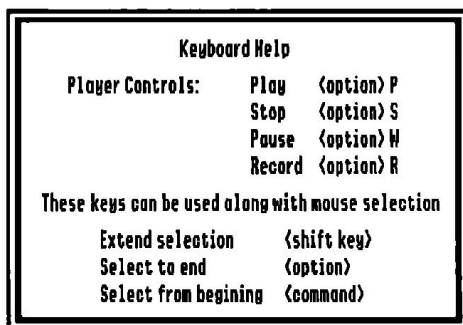 Keyboard Help
Player Controls: Play <option> P
Stop <option> S
Pause <option> W
Record <option> R
These keys can be used along with mouse selection
Extend selection <shift key>
Select to end <option>
Select from begining <command>